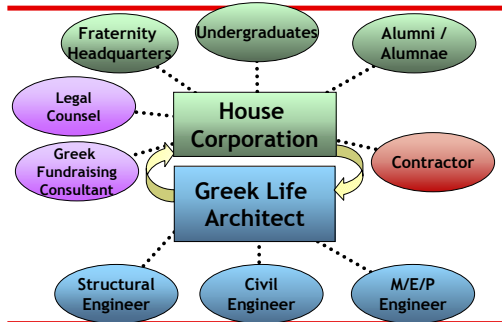 Fraternity
Headquarters
Undergraduates
Alumni /
Alumnae
Legal
Counsel
House
Corporation
Greek
Fundraising
Consultant
Contractor
Greek Life
Architect
Structural
Engineer
Civil
Engineer
M/E/P
Engineer